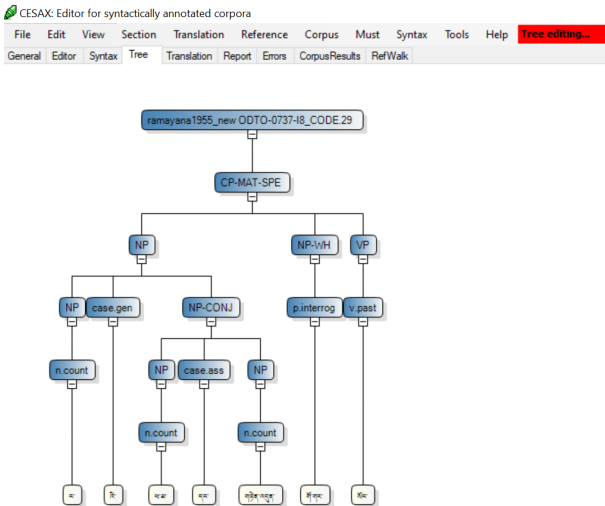 CESAX: Editor for syntactically annotated corpora
File Edit View Section Translation Reference Corpus Must Syntax Tools Help Tree editing...
General Editor Syntax Tree Translation Report Errors CorpusResults RefWalk
ramayana1955_new ODTO-0737-I8_CODE.29
CP-MAT-SPE
NP NP-WH VP
NP case.gen NP-CONJ p.interrog v.past
n.count NP case.ass NP
n.count n.count
ཕ་མ་ དང་